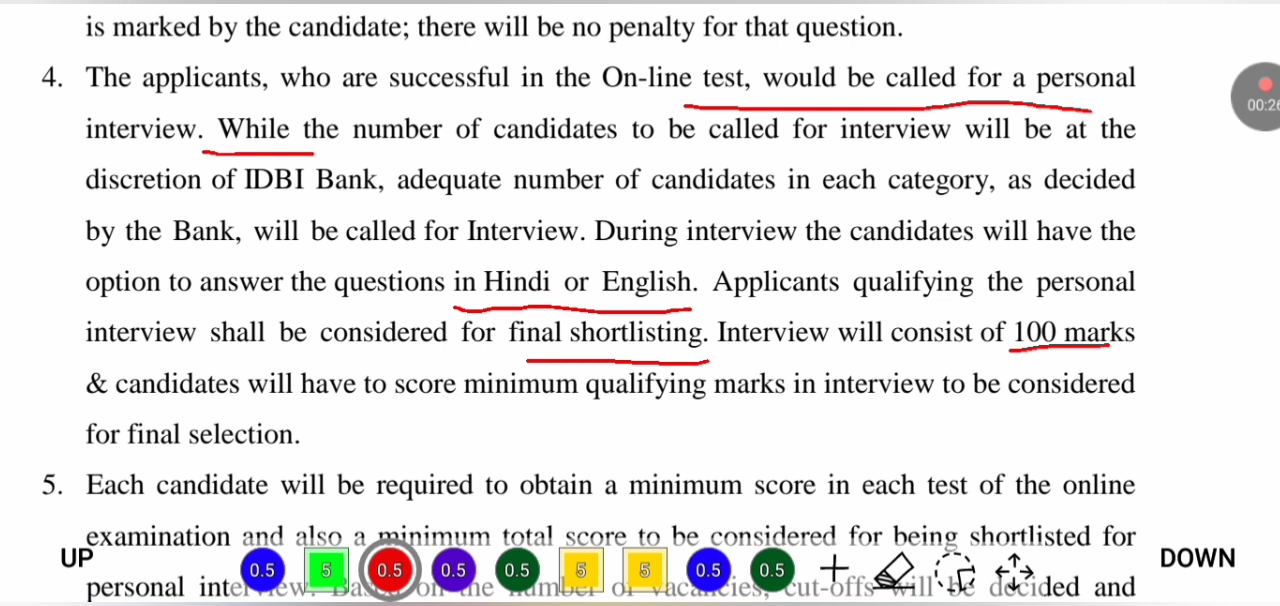 is marked by the candidate; there will be no penalty for that question.
4. The applicants, who are successful in the On-line test, would be called for a personal
interview. While the number of candidates to be called for interview will be at the
discretion of IDBI Bank, adequate number of candidates in each category, as decided
by the Bank, will be called for Interview. During interview the candidates will have the
option to answer the questions in Hindi or English. Applicants qualifying the personal
interview shall be considered for final shortlisting. Interview will consist of 100 marks
& candidates will have to score minimum qualifying marks in interview to be considered
for final selection.
5. Each candidate will be required to obtain a minimum score in each test of the online
examination and also a minimum total score to be considered for being shortlisted for
personal interview. Based on the number of vacancies, cut-offs will be decided and
UP
0.5 5 0.5 0.5 0.5 5 5 0.5 0.5
DOWN